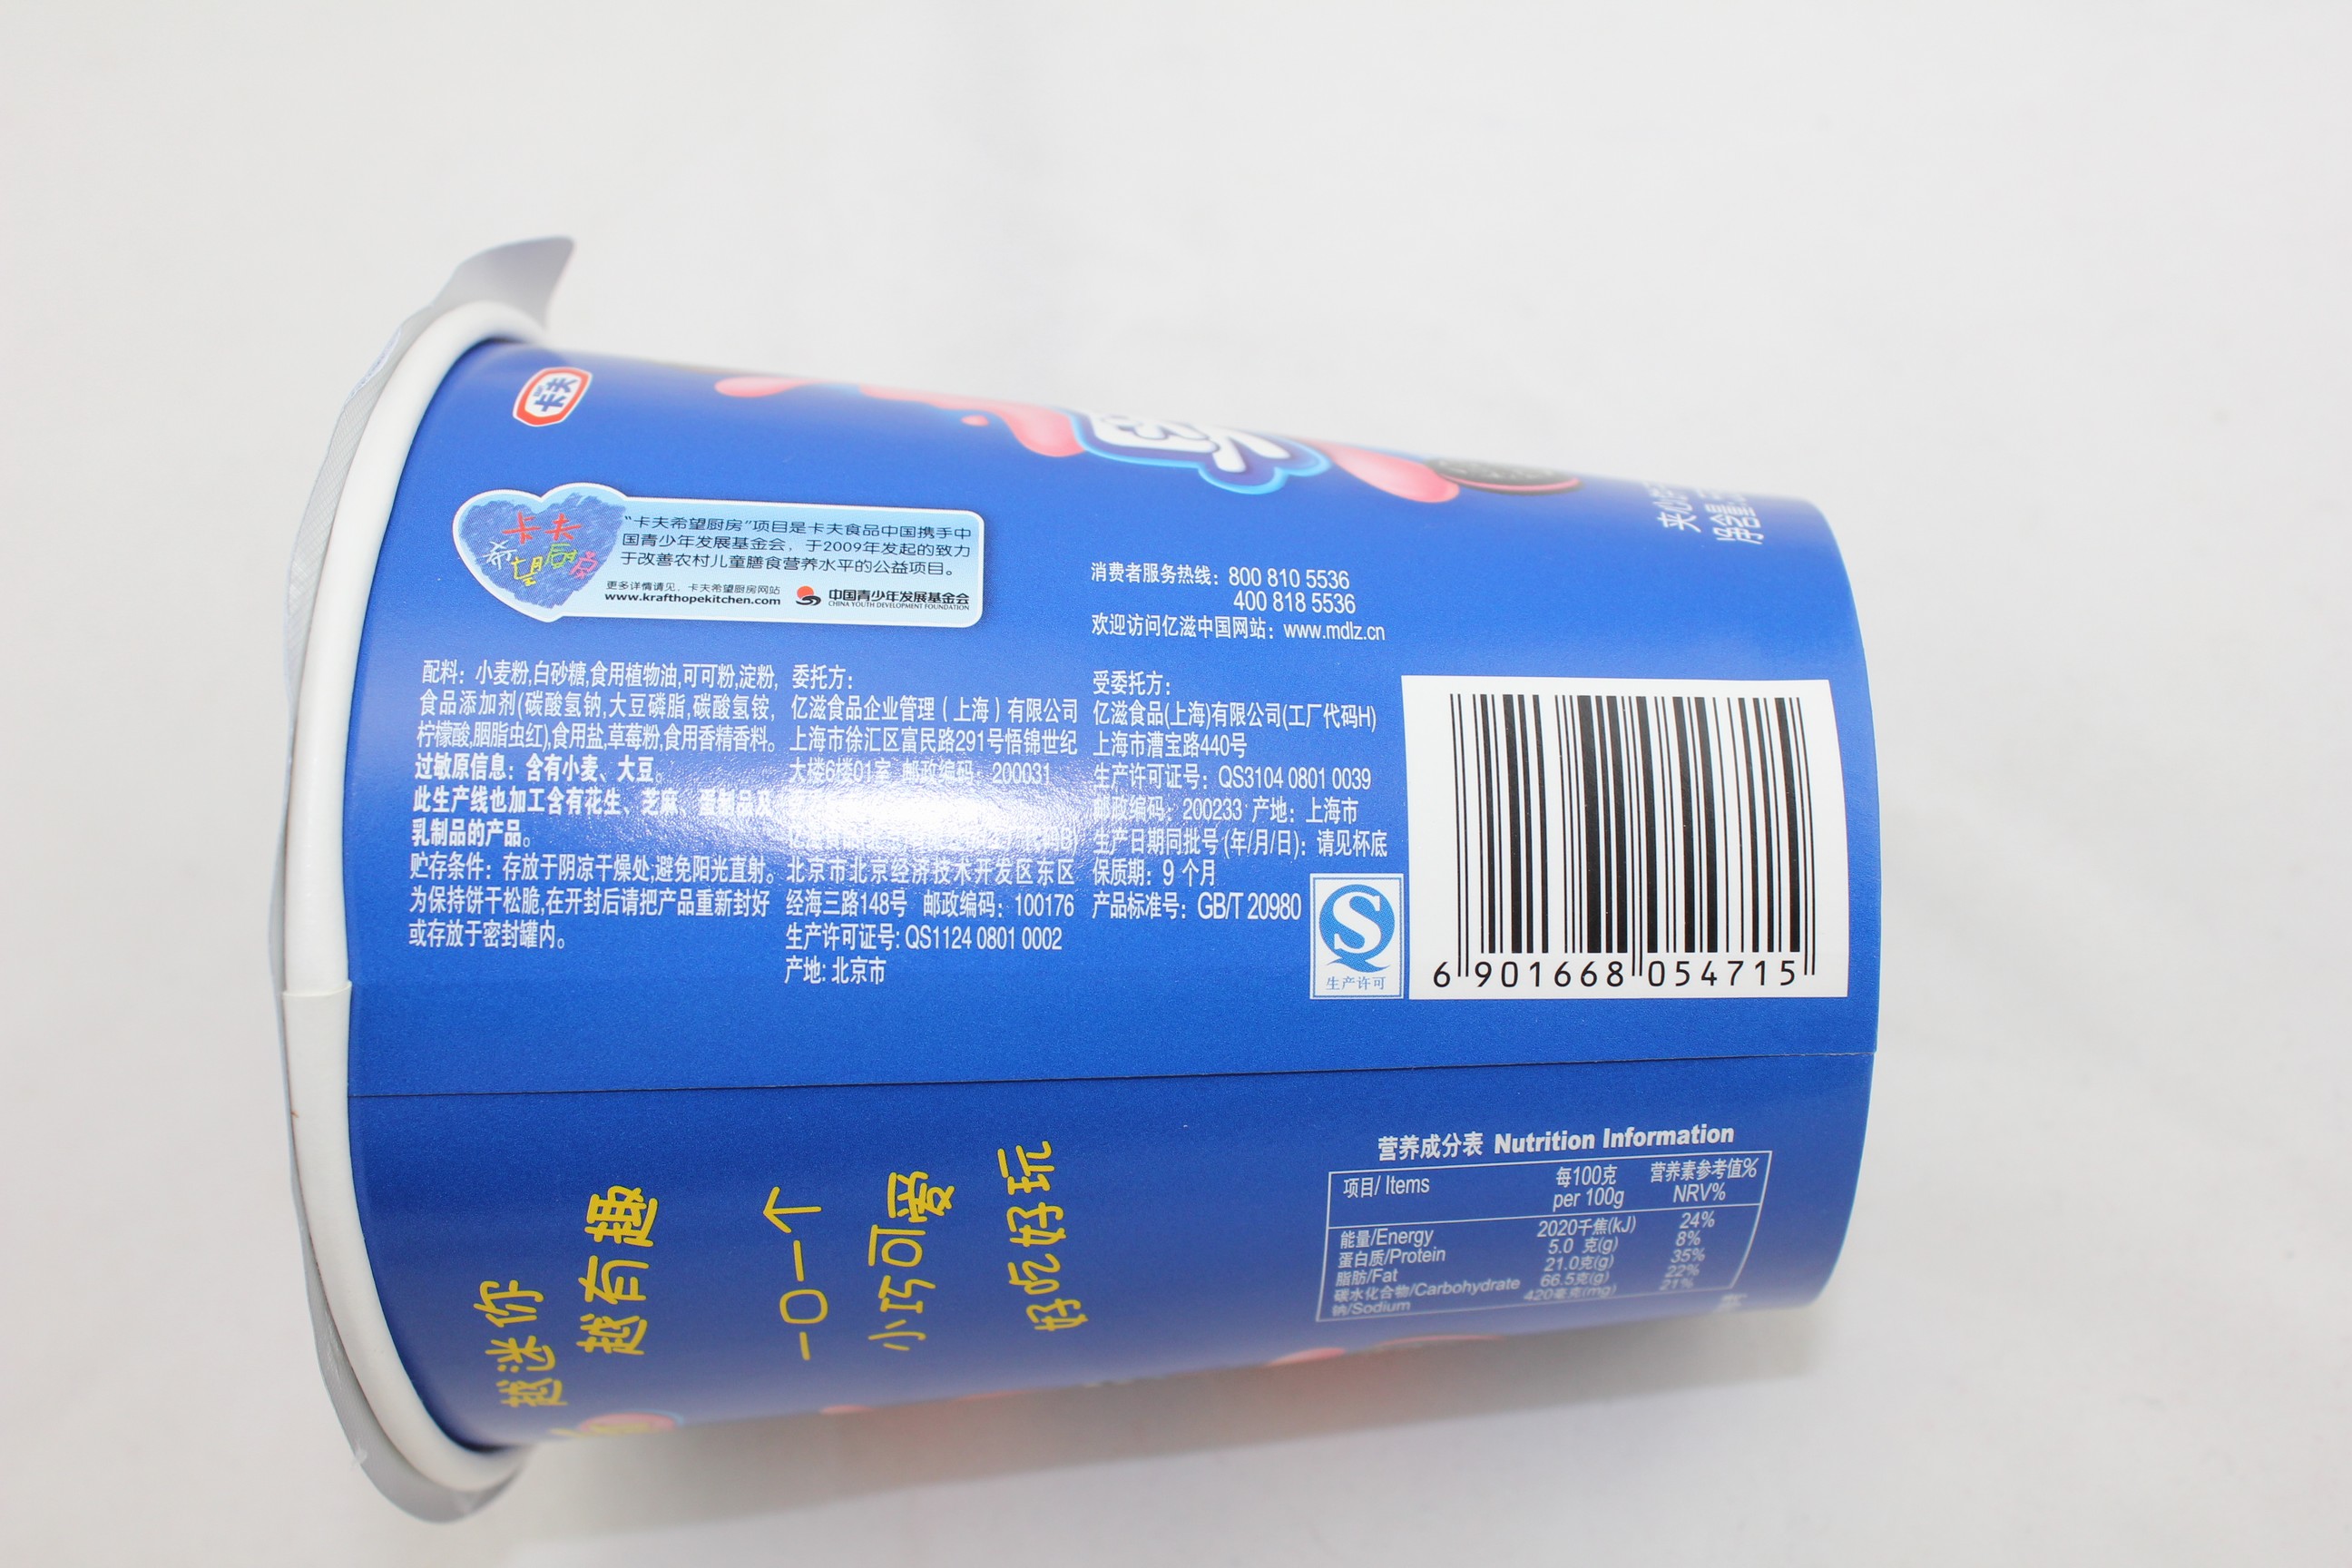 卡夫
卡夫
希望厨房
“卡夫希望厨房”项目是卡夫食品中国携手中
国青少年发展基金会，于2009年发起的致力
于改善农村儿童膳食营养水平的公益项目。
更多详情请见，卡夫希望厨房网站
www.krafthopekitchen.com
中国青少年发展基金会
CHINA YOUTH DEVELOPMENT FOUNDATION
夹心
净含量
消费者服务热线：800 810 5536
400 818 5536
欢迎访问亿滋中国网站：www.mdlz.cn
配料：小麦粉,白砂糖,食用植物油,可可粉,淀粉,
食品添加剂(碳酸氢钠,大豆磷脂,碳酸氢铵,
柠檬酸,胭脂虫红),食用盐,草莓粉,食用香精香料。
过敏原信息：含有小麦、大豆。
此生产线也加工含有花生、芝麻、蛋制品及
乳制品的产品。
贮存条件：存放于阴凉干燥处,避免阳光直射。
为保持饼干松脆,在开封后请把产品重新封好
或存放于密封罐内。
委托方：
亿滋食品企业管理（上海）有限公司
上海市徐汇区富民路291号悟锦世纪
大楼6楼01室 邮政编码：200031
北京市北京经济技术开发区东区
经海三路148号 邮政编码：100176
生产许可证号: QS1124 0801 0002
产地: 北京市
受委托方：
亿滋食品(上海)有限公司(工厂代码H)
上海市漕宝路440号
生产许可证号：QS3104 0801 0039
邮政编码：200233 产地：上海市
生产日期同批号(年/月/日)：请见杯底
保质期：9 个月
产品标准号：GB/T 20980
生产许可
6 901668 054715
越迷你
越有趣
一口一个
小巧可爱
好吃好玩
营养成分表 Nutrition Information
项目/ Items 每100克 per 100g 营养素参考值% NRV%
能量/Energy 2020千焦(kJ) 24%
蛋白质/Protein 5.0 克(g) 8%
脂肪/Fat 21.0克(g) 35%
碳水化合物/Carbohydrate 66.5克(g) 22%
钠/Sodium 420毫克(mg) 21%